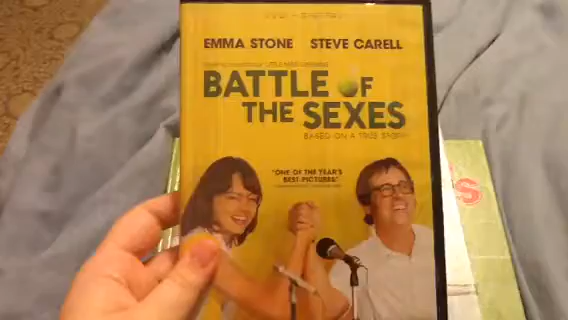 EMMA STONE STEVE CARELL
BATTLE OF
THE SEXES
BASED ON A TRUE STORY
"ONE OF THE YEAR'S
BEST PICTURES"